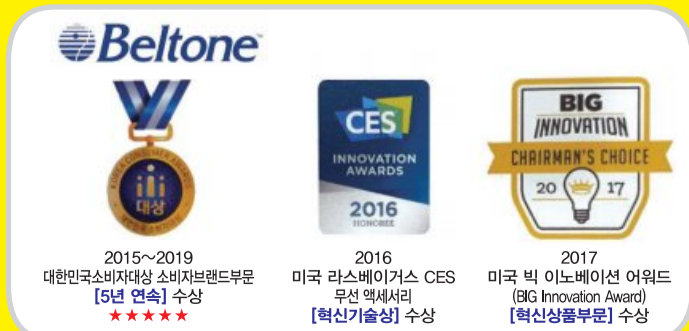 Beltone
KOREA CONSUMER AWARDS
대상
2015~2019
대한민국소비자대상 소비자브랜드부문
[5년 연속] 수상
★★★★★
CES
INNOVATION
AWARDS
2016
HONOREE
2016
미국 라스베이거스 CES
무선 액세서리
[혁신기술상] 수상
BIG
INNOVATION
CHAIRMAN'S CHOICE
20 17
2017
미국 빅 이노베이션 어워드
(BIG Innovation Award)
[혁신상품부문] 수상